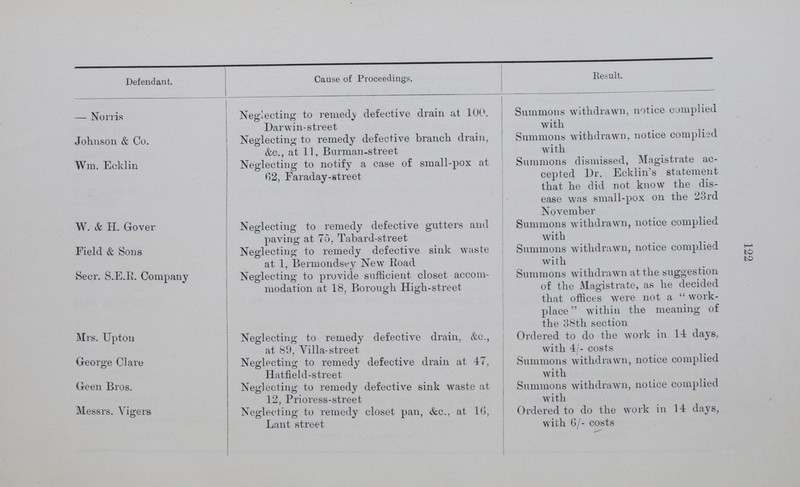 Defendant. Cause of Proceedings. Result.
— Norris Neglecting to remedy defective drain at 100, Summons withdrawn, notice complied
Darwin-street with
Johnson & Co. Neglecting to remedy defective branch drain, Summons withdrawn, notice complied
&c., at 11, Burman-street with
Wm. Ecklin Neglecting to notify a case of small-pox at Summons dismissed, Magistrate ac-
62, Faraday-street cepted Dr. Ecklin's statement
that he did not know the dis-
ease was small-pox on the 23rd
November
W. & H. Gover Neglecting to remedy defective gutters and Summons withdrawn, notice complied
paving at 75, Tabard-street with
Field & Sons Neglecting to remedy defective sink waste Summons withdrawn, notice complied
at 1, Bermondsey New Road with
Secr. S.E.R. Company Neglecting to provide sufficient closet accom- Summons withdrawn at the suggestion
modation at 18, Borough High-street of the Magistrate, as he decided
that offices were not a "work-
place" within the meaning of
the 38th section
Mrs. Upton Neglecting to remedy defective drain, &c., Ordered to do the work in 14 days,
at 89, Villa-street with 4/- costs
George Clare Neglecting to remedy defective drain at 47, Summons withdrawn, notice complied
Hatfield-street with
Geen Bros. Neglecting to remedy defective sink waste at Summons withdrawn, notice complied
12, Prioress-street with
Messrs. Vigers Neglecting to remedy closet pan, &c., at 16, Ordered to do the work in 14 days,
Lant street with 6/- costs
122